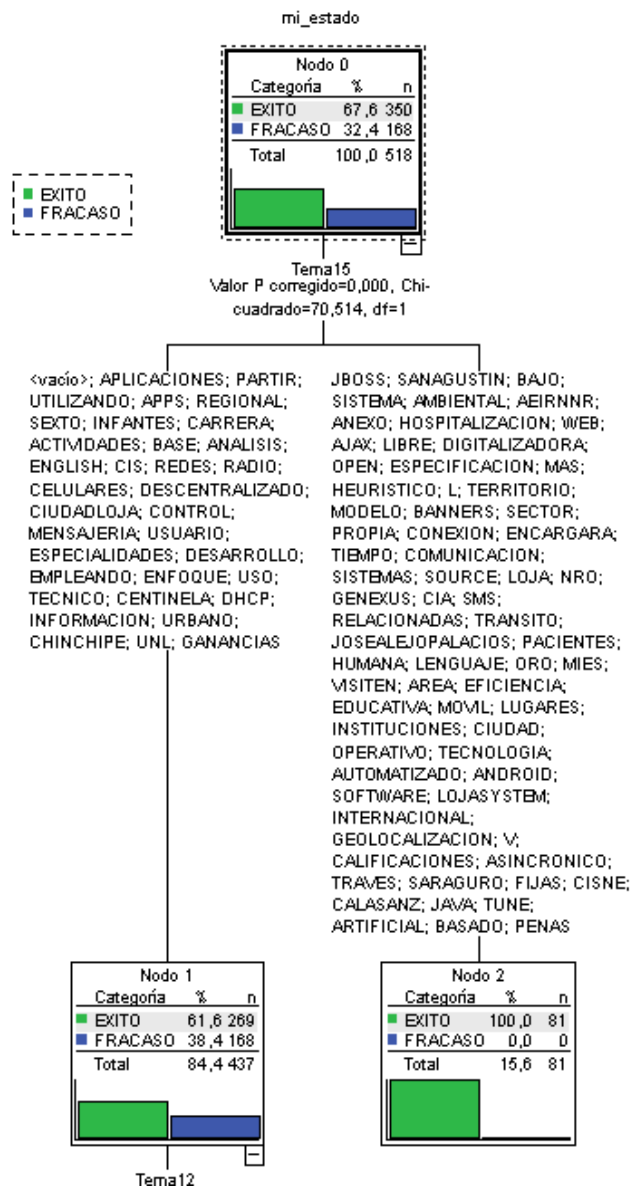 mi_estado
Nodo 0
Categoría % n
EXITO 67,6 350
FRACASO 32,4 168
Total 100,0 518
EXITO
FRACASO
Tema15
Valor P corregido=0,000, Chi-
cuadrado=70,514, df=1
<vacío>; APLICACIONES; PARTIR;
UTILIZANDO; APPS; REGIONAL;
SEXTO; INFANTES; CARRERA;
ACTIVIDADES; BASE; ANALISIS;
ENGLISH; CIS; REDES; RADIO;
CELULARES; DESCENTRALIZADO;
CIUDADLOJA; CONTROL;
MENSAJERIA; USUARIO;
ESPECIALIDADES; DESARROLLO;
EMPLEANDO; ENFOQUE; USO;
TECNICO; CENTINELA; DHCP;
INFORMACION; URBANO;
CHINCHIPE; UNL; GANANCIAS
JBOSS; SANAGUSTIN; BAJO;
SISTEMA; AMBIENTAL; AEIRNNR;
ANEXO; HOSPITALIZACION; WEB;
AJAX; LIBRE; DIGITALIZADORA;
OPEN; ESPECIFICACION; MAS;
HEURISTICO; L; TERRITORIO;
MODELO; BANNERS; SECTOR;
PROPIA; CONEXION; ENCARGARA;
TIEMPO; COMUNICACION;
SISTEMAS; SOURCE; LOJA; NRO;
GENEXUS; CIA; SMS;
RELACIONADAS; TRANSITO;
JOSEALEJOPALACIOS; PACIENTES;
HUMANA; LENGUAJE; ORO; MIES;
VISITEN; AREA; EFICIENCIA;
EDUCATIVA; MOVIL; LUGARES;
INSTITUCIONES; CIUDAD;
OPERATIVO; TECNOLOGIA;
AUTOMATIZADO; ANDROID;
SOFTWARE; LOJASYSTEM;
INTERNACIONAL;
GEOLOCALIZACION; V;
CALIFICACIONES; ASINCRONICO;
TRAVES; SARAGURO; FIJAS; CISNE;
CALASANZ; JAVA; TUNE;
ARTIFICIAL; BASADO; PENAS
Nodo 1
Categoría % n
EXITO 61,6 269
FRACASO 38,4 168
Total 84,4 437
Tema12
Nodo 2
Categoría % n
EXITO 100,0 81
FRACASO 0,0 0
Total 15,6 81